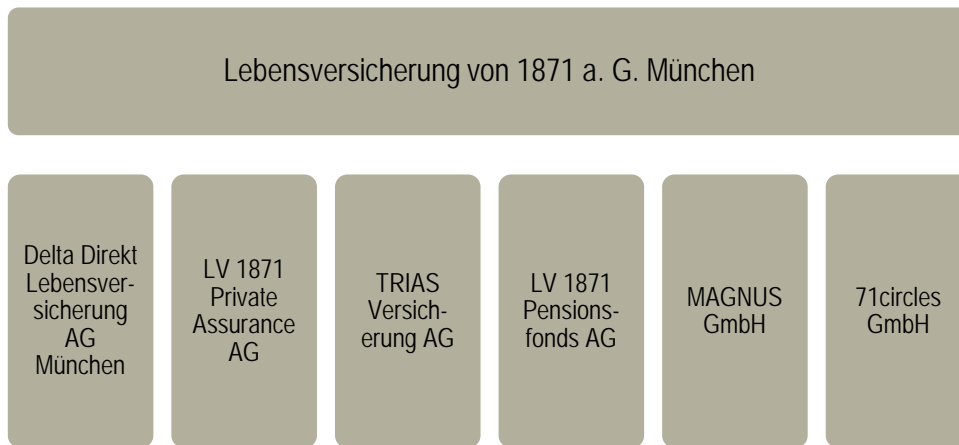 Lebensversicherung von 1871 a. G. München
Delta Direkt
Lebensver-
sicherung
AG
München
LV 1871
Private
Assurance
AG
TRIAS
Versich-
erung AG
LV 1871
Pensions-
fonds AG
MAGNUS
GmbH
71circles
GmbH